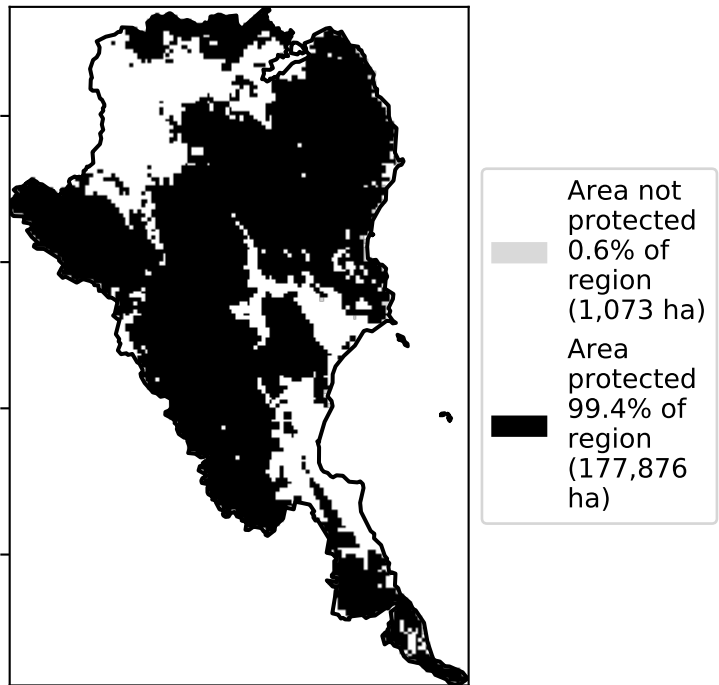 Area not
protected
0.6% of
region
(1,073 ha)
Area
protected
99.4% of
region
(177,876
ha)